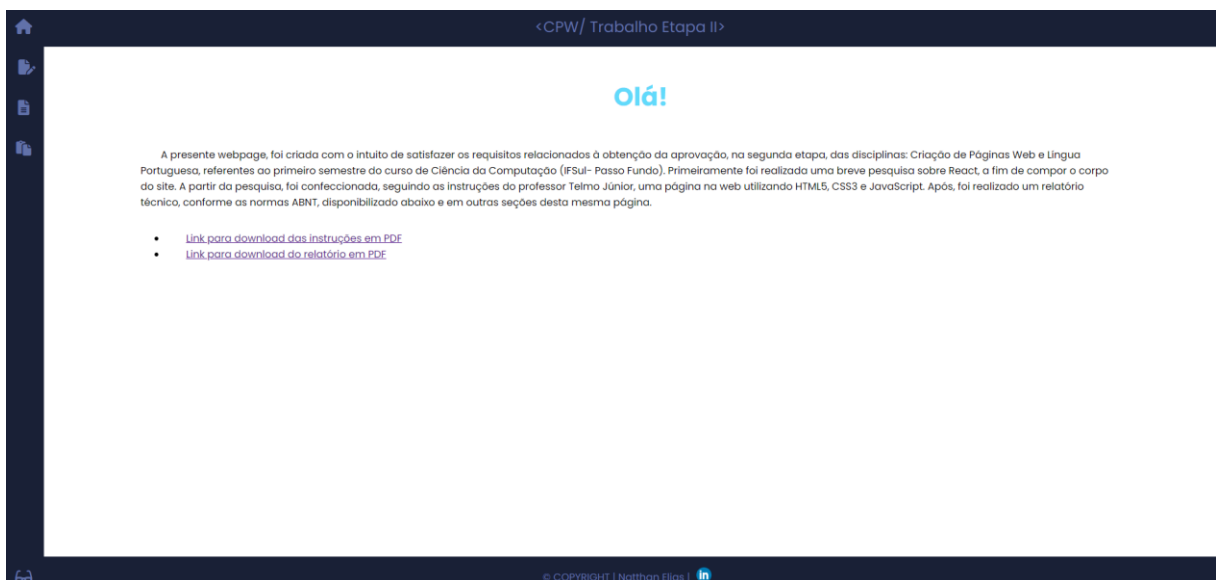 <CPW/ Trabalho Etapa II>
Olá!
A presente webpage, foi criada com o intuito de satisfazer os requisitos relacionados à obtenção da aprovação, na segunda etapa, das disciplinas: Criação de Páginas Web e Língua
Portuguesa, referentes ao primeiro semestre do curso de Ciência da Computação (IFSul- Passo Fundo). Primeiramente foi realizada uma breve pesquisa sobre React, a fim de compor o corpo
do site. A partir da pesquisa, foi confeccionada, seguindo as instruções do professor Telmo Júnior, uma página na web utilizando HTML5, CSS3 e JavaScript. Após, foi realizado um relatório
técnico, conforme as normas ABNT, disponibilizado abaixo e em outras seções desta mesma página.
• Link para download das instruções em PDF
• Link para download do relatório em PDF
© COPYRIGHT | Natthan Elias | in